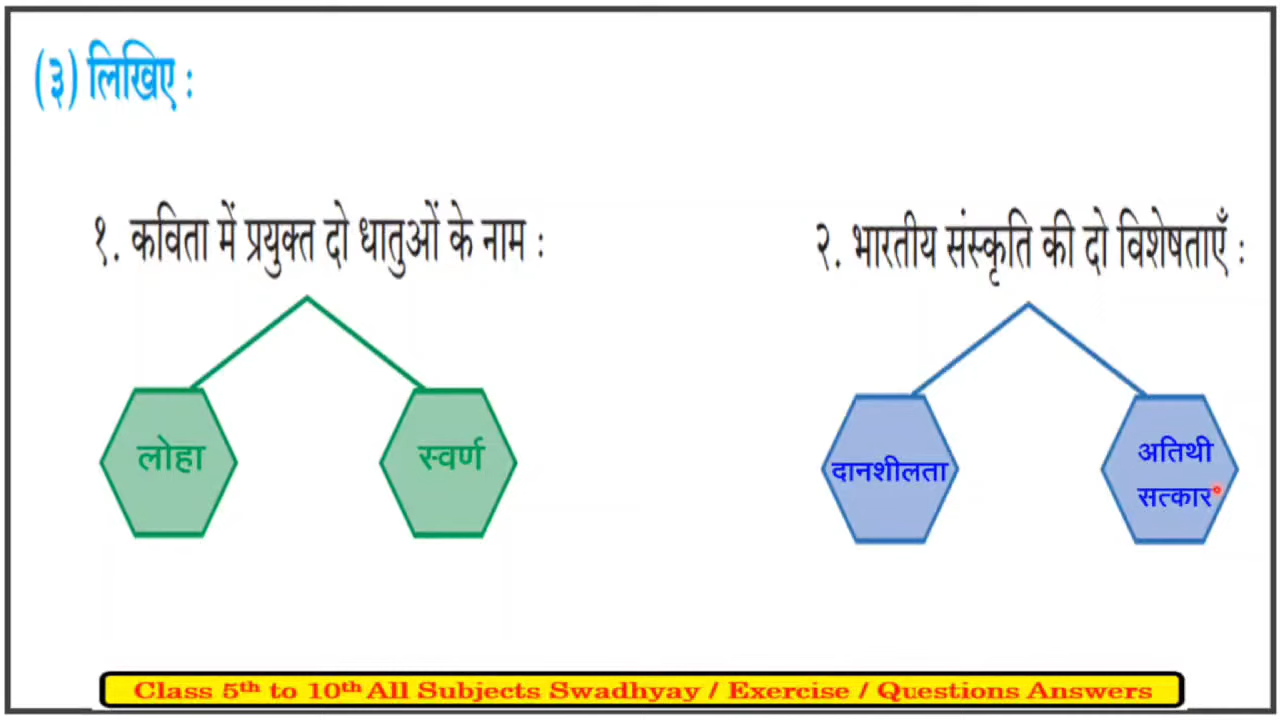 (३) लिखिए :
१. कविता में प्रयुक्त दो धातुओं के नाम :
२. भारतीय संस्कृति की दो विशेषताएँ :
लोहा
स्वर्ण
दानशीलता
अतिथी
सत्कार
Class 5th to 10th All Subjects Swadhyay / Exercise / Questions Answers